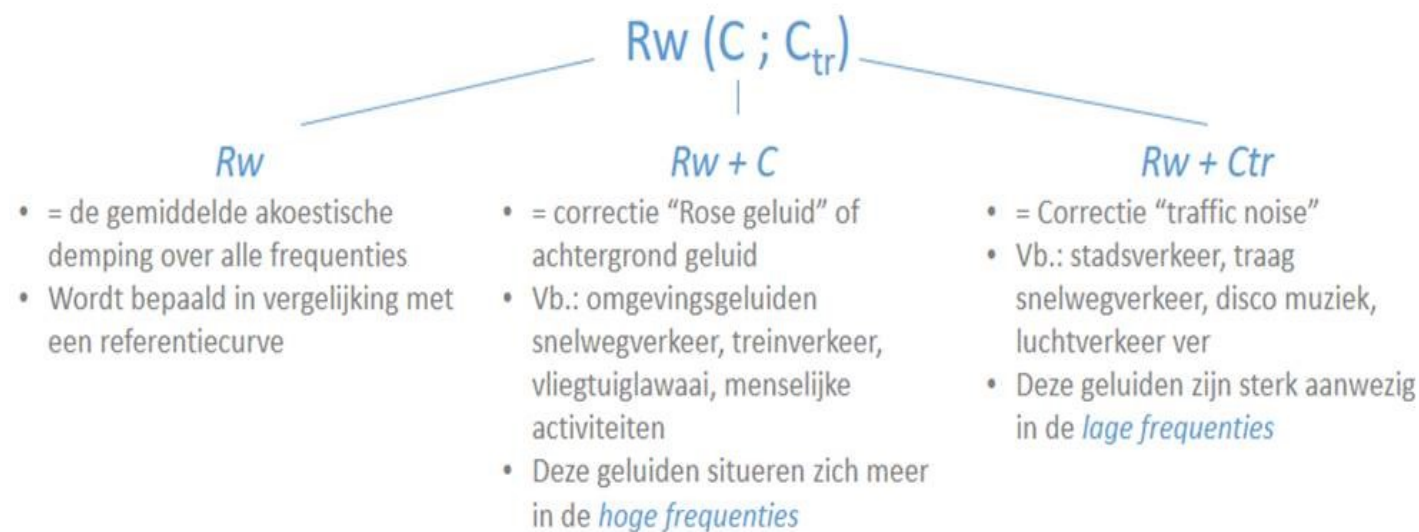 Rw (C ; Ctr)
Rw
• = de gemiddelde akoestische
demping over alle frequenties
• Wordt bepaald in vergelijking met
een referentiecurve
Rw + C
• = correctie “Rose geluid” of
achtergrond geluid
• Vb.: omgevingsgeluiden
snelwegverkeer, treinverkeer,
vliegtuiglawaai, menselijke
activiteiten
• Deze geluiden situeren zich meer
in de hoge frequenties
Rw + Ctr
• = Correctie “traffic noise”
• Vb.: stadsverkeer, traag
snelwegverkeer, disco muziek,
luchtverkeer ver
• Deze geluiden zijn sterk aanwezig
in de lage frequenties